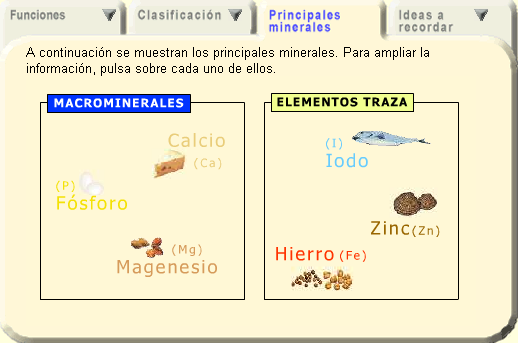 Funciones
Clasificación
Principales
minerales
Ideas a
recordar
A continuación se muestran los principales minerales. Para ampliar la
información, pulsa sobre cada uno de ellos.
MACROMINERALES
Calcio
(Ca)
(P)
Fósforo
(Mg)
Magenesio
ELEMENTOS TRAZA
(I)
Iodo
Zinc (Zn)
Hierro (Fe)